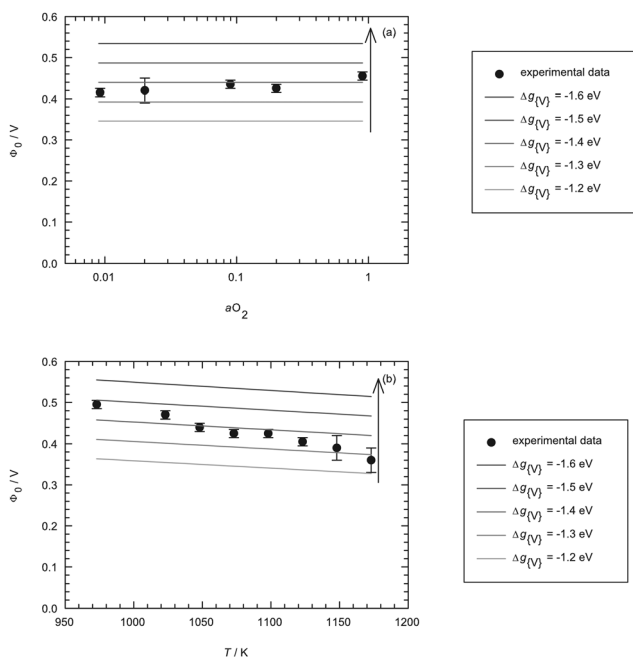 0.6
0.5
0.4
0.3
0.2
0.1
0.0
Φ0 / V
(a)
0.01
0.1
1
aO2
experimental data
Δg{V} = -1.6 eV
Δg{V} = -1.5 eV
Δg{V} = -1.4 eV
Δg{V} = -1.3 eV
Δg{V} = -1.2 eV
0.6
0.5
0.4
0.3
0.2
0.1
0.0
Φ0 / V
(b)
950
1000
1050
1100
1150
1200
T / K
experimental data
Δg{V} = -1.6 eV
Δg{V} = -1.5 eV
Δg{V} = -1.4 eV
Δg{V} = -1.3 eV
Δg{V} = -1.2 eV